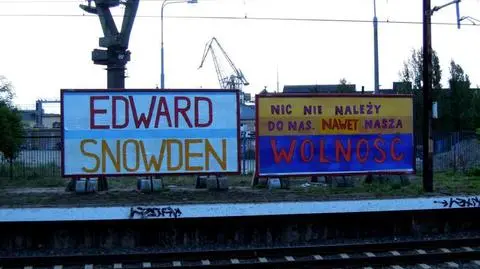 EDWARD
SNOWDEN
NIC NIE NALEŻY
DO NAS. NAWET NASZA
WOLNOŚĆ